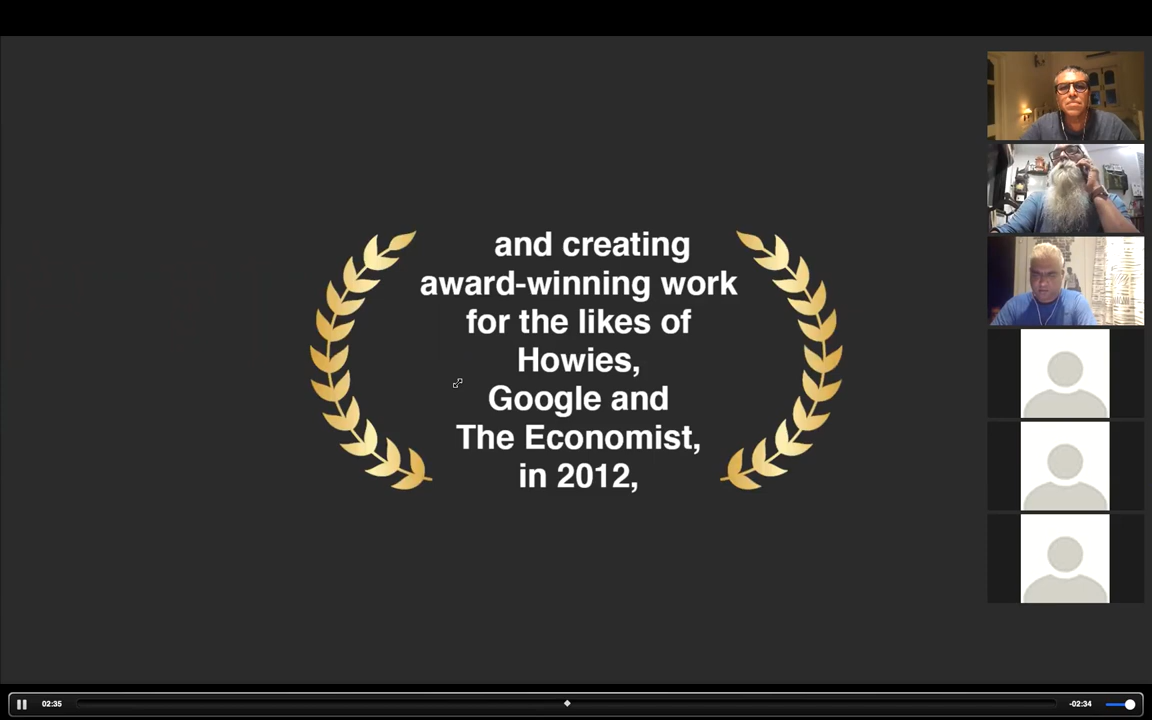 and creating
award-winning work
for the likes of
Howies,
Google and
The Economist,
in 2012,
02:35
-02:34